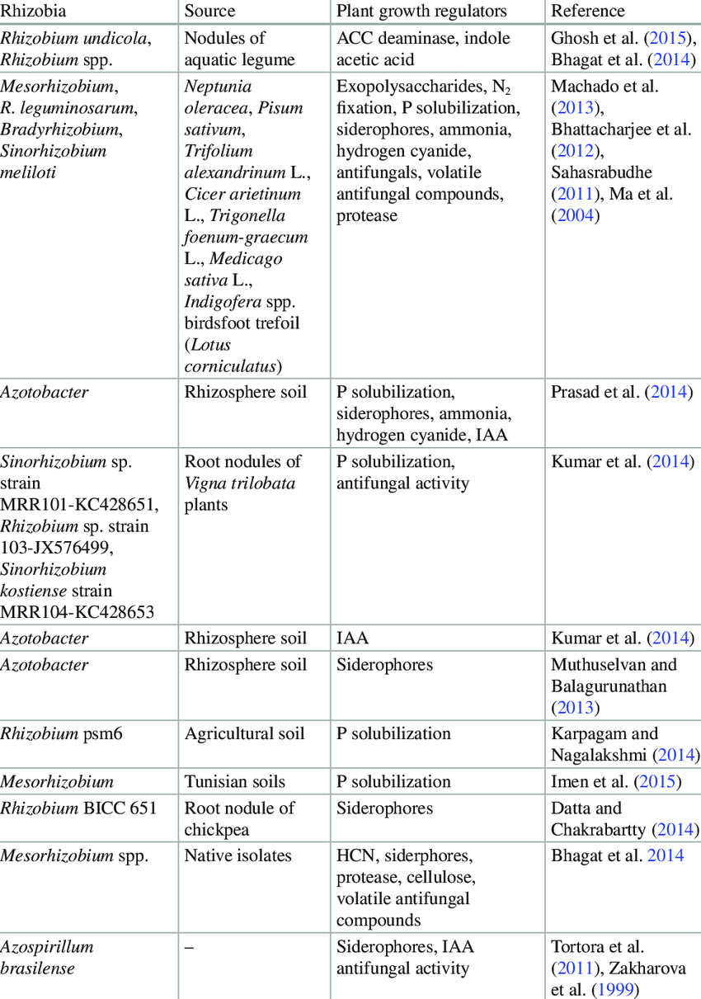 Rhizobia Source Plant growth regulators Reference
Rhizobium undicola,
Rhizobium spp.
Nodules of
aquatic legume
ACC deaminase, indole
acetic acid
Ghosh et al. (2015),
Bhagat et al. (2014)
Mesorhizobium,
R. leguminosarum,
Bradyrhizobium,
Sinorhizobium
meliloti
Neptunia
oleracea, Pisum
sativum,
Trifolium
alexandrinum L.,
Cicer arietinum
L., Trigonella
foenum-graecum
L., Medicago
sativa L.,
Indigofera spp.
birdsfoot trefoil
(Lotus
corniculatus)
Exopolysaccharides, N₂
fixation, P solubilization,
siderophores, ammonia,
hydrogen cyanide,
antifungals, volatile
antifungal compounds,
protease
Machado et al.
(2013),
Bhattacharjee et al.
(2012),
Sahasrabudhe
(2011), Ma et al.
(2004)
Azotobacter
Rhizosphere soil
P solubilization,
siderophores, ammonia,
hydrogen cyanide, IAA
Prasad et al. (2014)
Sinorhizobium sp.
strain
MRR101-KC428651,
Rhizobium sp. strain
103-JX576499,
Sinorhizobium
kostiense strain
MRR104-KC428653
Root nodules of
Vigna trilobata
plants
P solubilization,
antifungal activity
Kumar et al. (2014)
Azotobacter
Rhizosphere soil
IAA
Kumar et al. (2014)
Azotobacter
Rhizosphere soil
Siderophores
Muthuselvan and
Balagurunathan
(2013)
Rhizobium psm6
Agricultural soil
P solubilization
Karpagam and
Nagalakshmi (2014)
Mesorhizobium
Tunisian soils
P solubilization
Imen et al. (2015)
Rhizobium BICC 651
Root nodule of
chickpea
Siderophores
Datta and
Chakrabartty (2014)
Mesorhizobium spp.
Native isolates
HCN, siderphores,
protease, cellulose,
volatile antifungal
compounds
Bhagat et al. 2014
Azospirillum
brasilense
–
Siderophores, IAA
antifungal activity
Tortora et al.
(2011), Zakharova
et al. (1999)